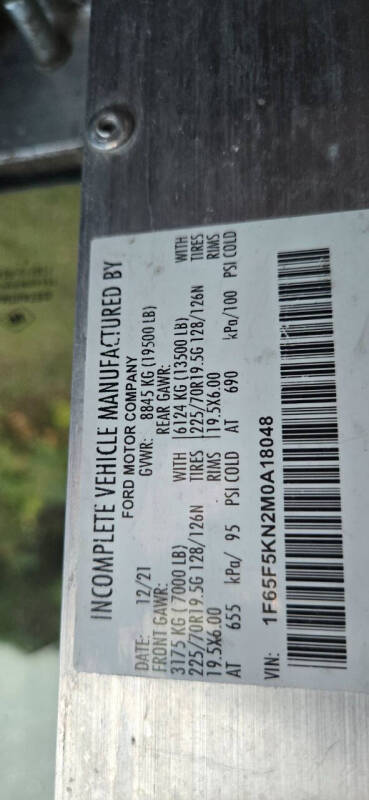 INCOMPLETE VEHICLE MANUFACTURED BY
FORD MOTOR COMPANY
DATE: 12/21 GVWR: 8845 KG (19500 LB)
FRONT GAWR: REAR GAWR:
3175 KG (7000 LB) WITH 6124 KG (13500 LB) WITH
225/70R19.5G 128/126N TIRES 225/70R19.5G 128/126N TIRES
19.5X6.00 RIMS 19.5X6.00 RIMS
AT 655 kPa/ 95 PSI COLD AT 690 kPa/100 PSI COLD
VIN: 1F65F5KN2M0A18048